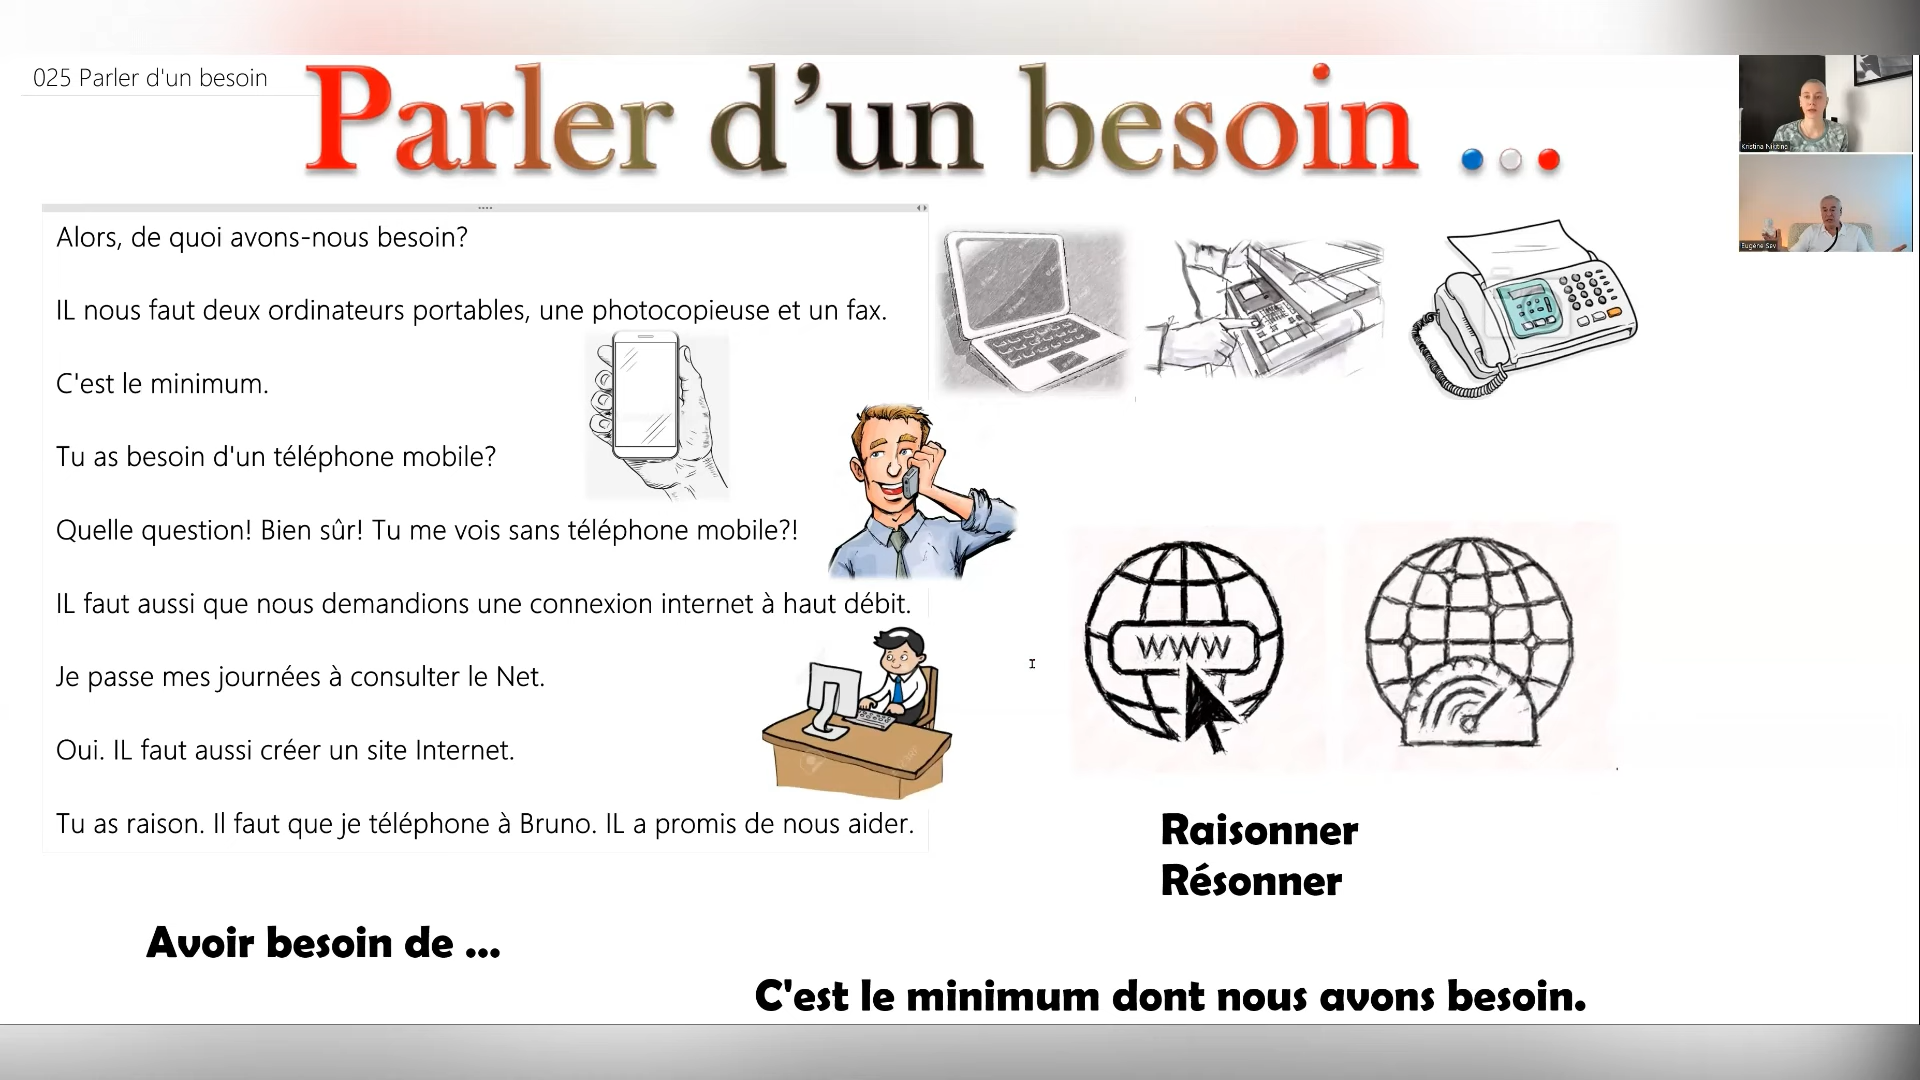 025 Parler d'un besoin
Parler d'un besoin ...
Alors, de quoi avons-nous besoin?
IL nous faut deux ordinateurs portables, une photocopieuse et un fax.
C'est le minimum.
Tu as besoin d'un téléphone mobile?
Quelle question! Bien sûr! Tu me vois sans téléphone mobile?!
IL faut aussi que nous demandions une connexion internet à haut débit.
Je passe mes journées à consulter le Net.
Oui. IL faut aussi créer un site Internet.
Tu as raison. Il faut que je téléphone à Bruno. IL a promis de nous aider.
www
Raisonner
Résonner
Avoir besoin de ...
C'est le minimum dont nous avons besoin.
Kristina
Eugène Sav